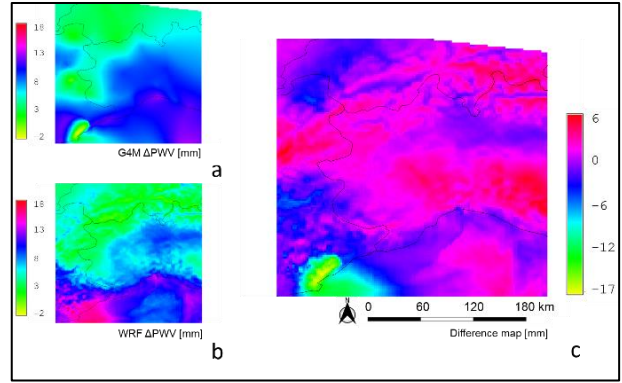 18
13
8
3
-2
G4M ΔPWV [mm]
a
18
13
8
3
-2
WRF ΔPWV [mm]
b
6
0
-6
-12
-17
N
0 60 120 180 km
Difference map [mm]
c